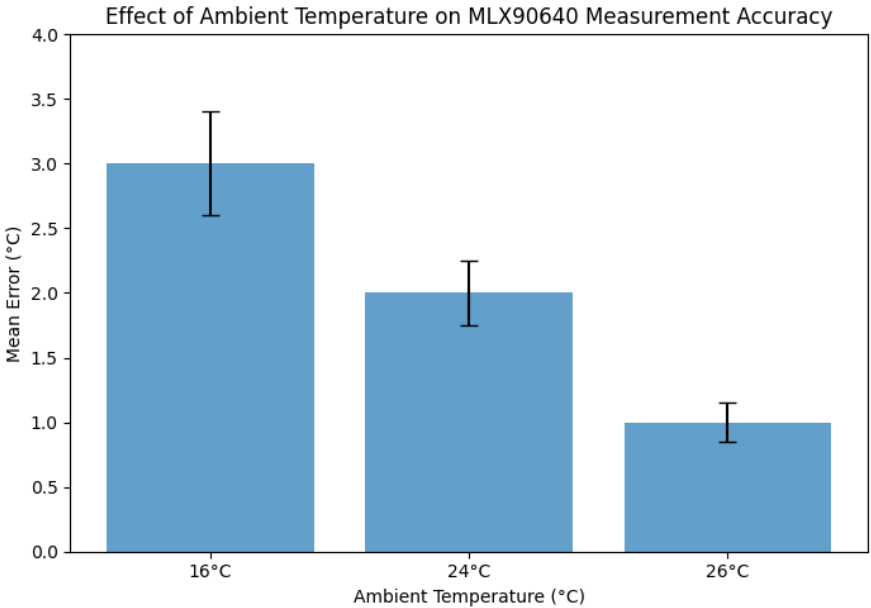 Effect of Ambient Temperature on MLX90640 Measurement Accuracy
4.0
3.5
3.0
2.5
2.0
1.5
1.0
0.5
0.0
Mean Error (°C)
16°C
24°C
26°C
Ambient Temperature (°C)